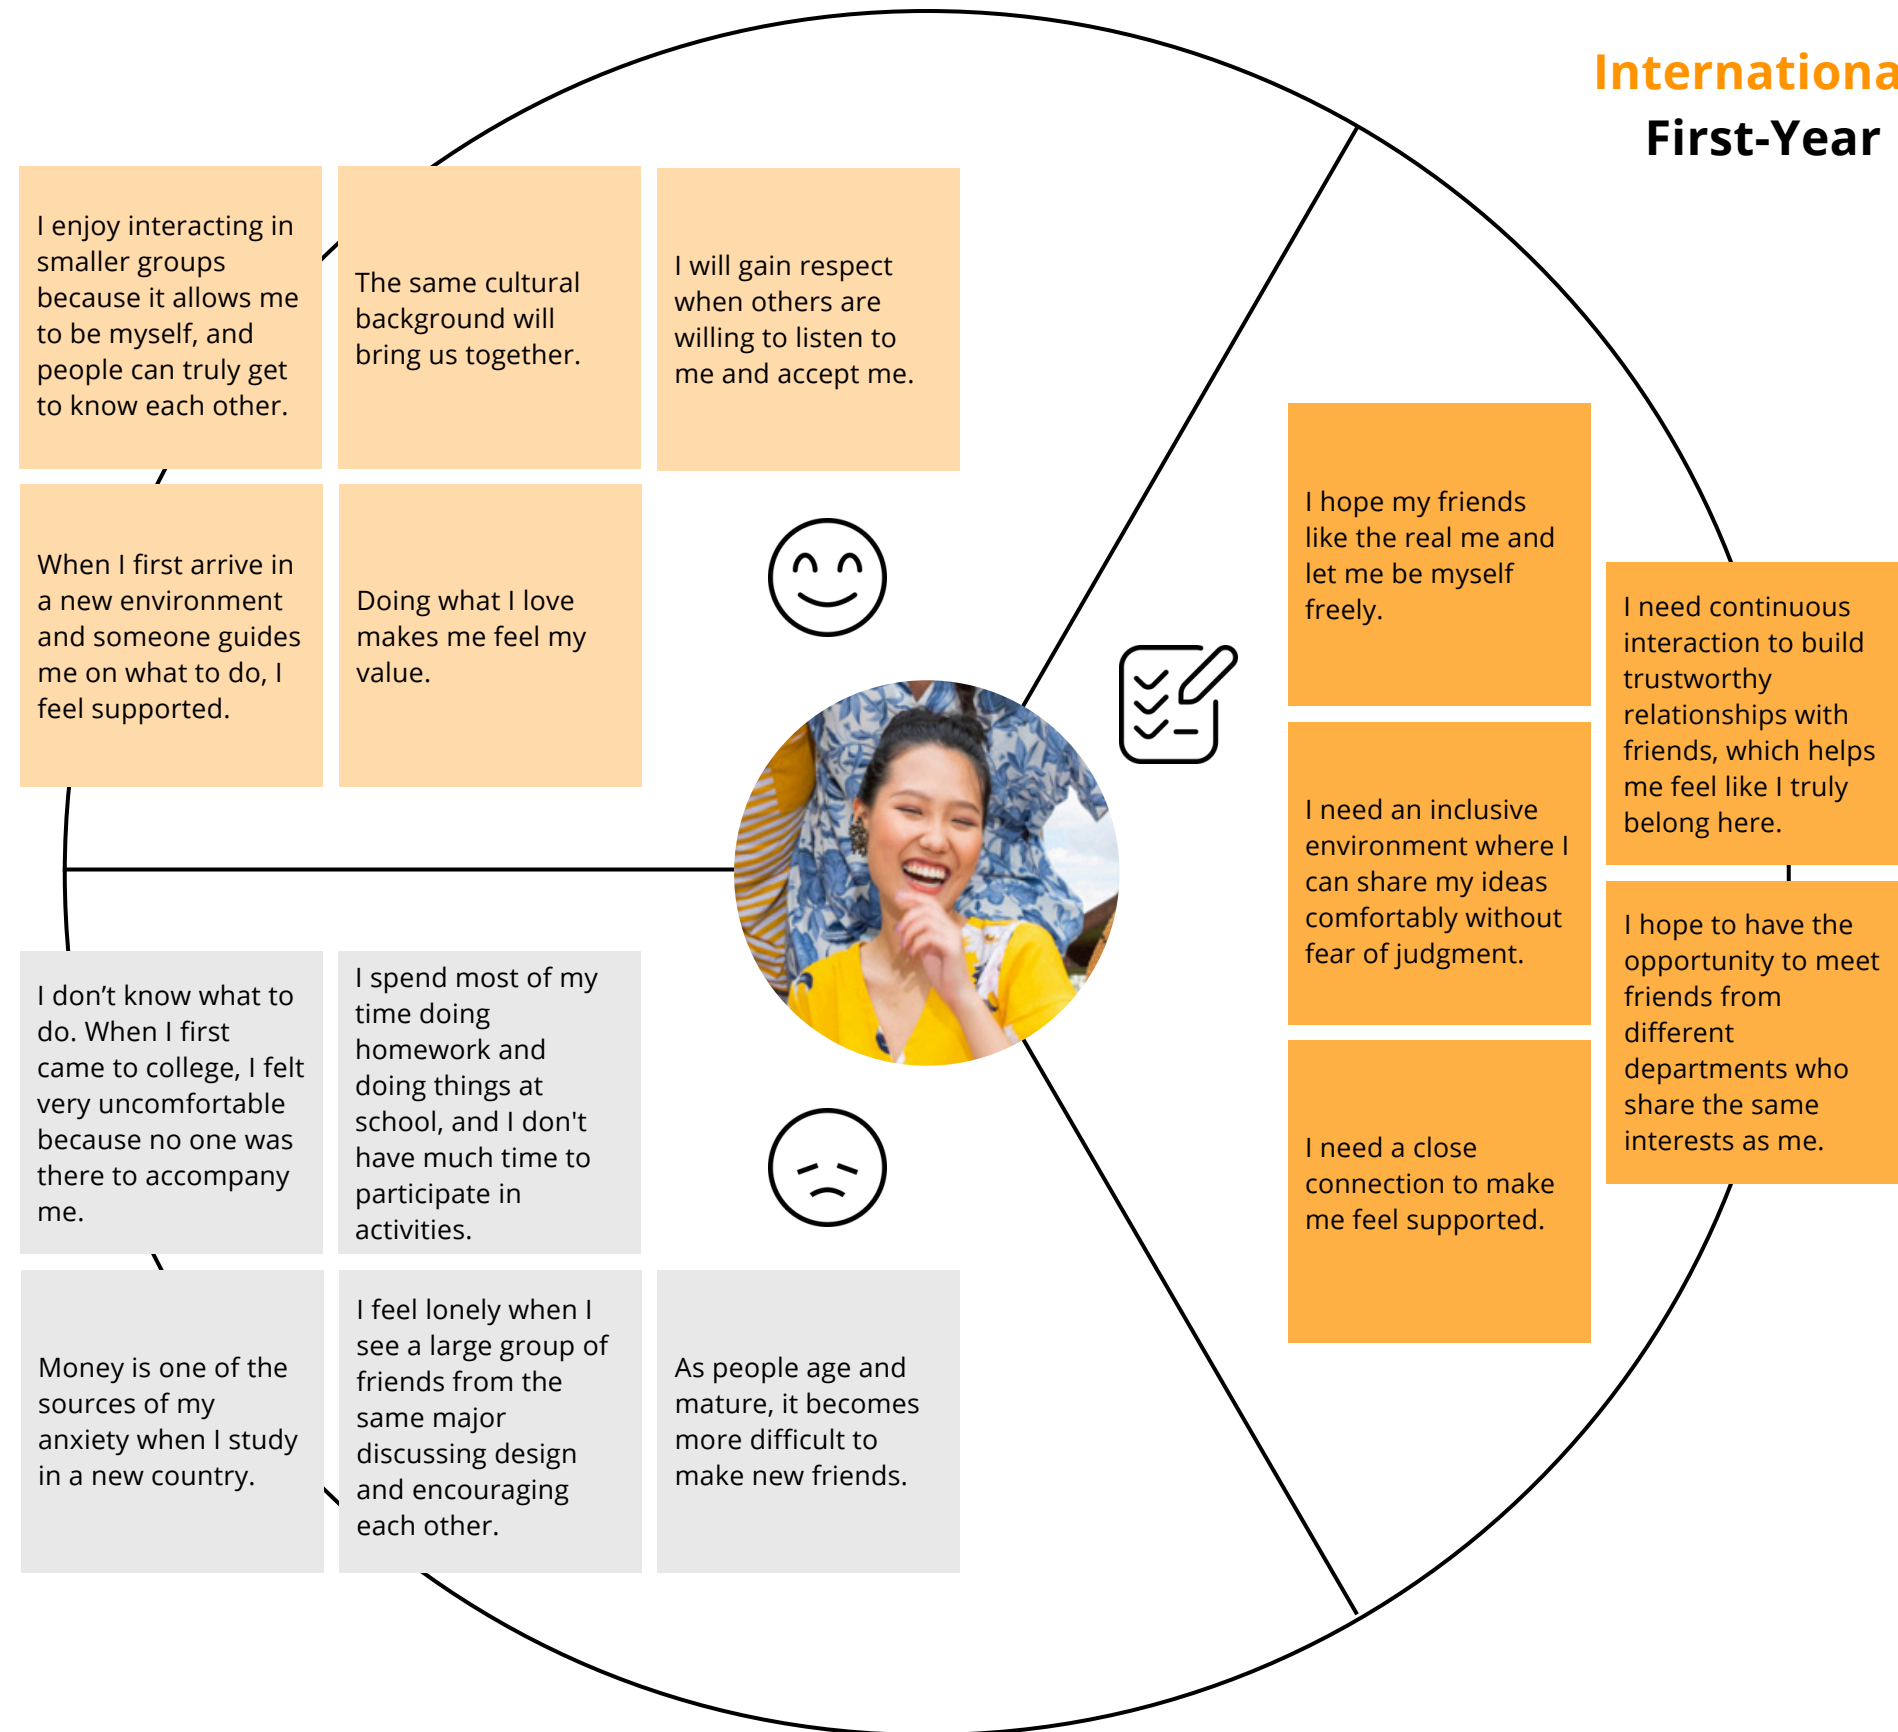 Internationa
First-Year
I enjoy interacting in
smaller groups
because it allows me
to be myself, and
people can truly get
to know each other.
The same cultural
background will
bring us together.
I will gain respect
when others are
willing to listen to
me and accept me.
When I first arrive in
a new environment
and someone guides
me on what to do, I
feel supported.
Doing what I love
makes me feel my
value.
I hope my friends
like the real me and
let me be myself
freely.
I need continuous
interaction to build
trustworthy
relationships with
friends, which helps
me feel like I truly
belong here.
I need an inclusive
environment where I
can share my ideas
comfortably without
fear of judgment.
I hope to have the
opportunity to meet
friends from
different
departments who
share the same
interests as me.
I need a close
connection to make
me feel supported.
I don’t know what to
do. When I first
came to college, I felt
very uncomfortable
because no one was
there to accompany
me.
I spend most of my
time doing
homework and
doing things at
school, and I don't
have much time to
participate in
activities.
Money is one of the
sources of my
anxiety when I study
in a new country.
I feel lonely when I
see a large group of
friends from the
same major
discussing design
and encouraging
each other.
As people age and
mature, it becomes
more difficult to
make new friends.